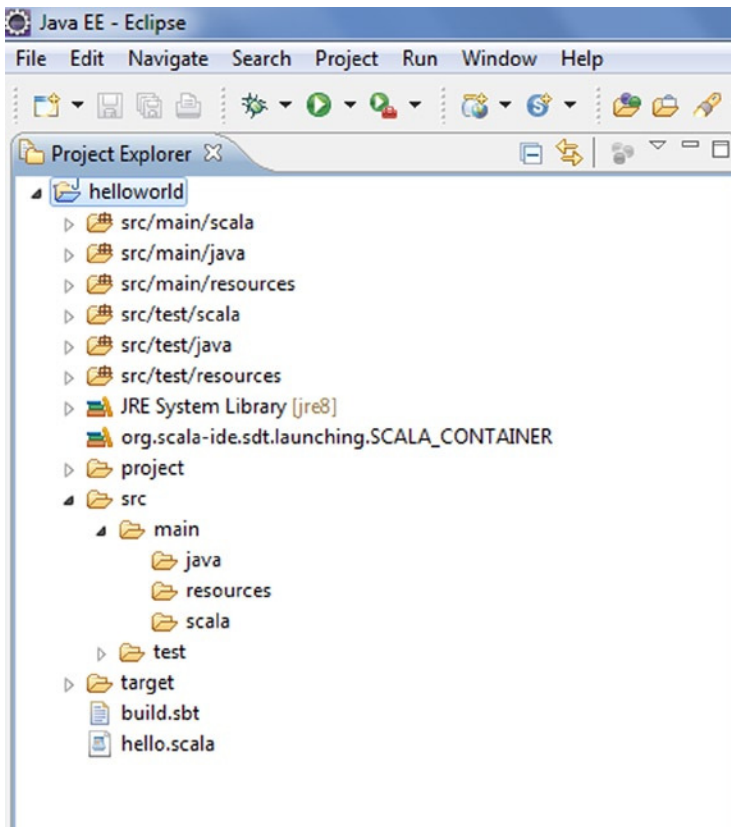 Java EE - Eclipse
File Edit Navigate Search Project Run Window Help
Project Explorer
helloworld
src/main/scala
src/main/java
src/main/resources
src/test/scala
src/test/java
src/test/resources
JRE System Library [jre8]
org.scala-ide.sdt.launching.SCALA_CONTAINER
project
src
main
java
resources
scala
test
target
build.sbt
hello.scala